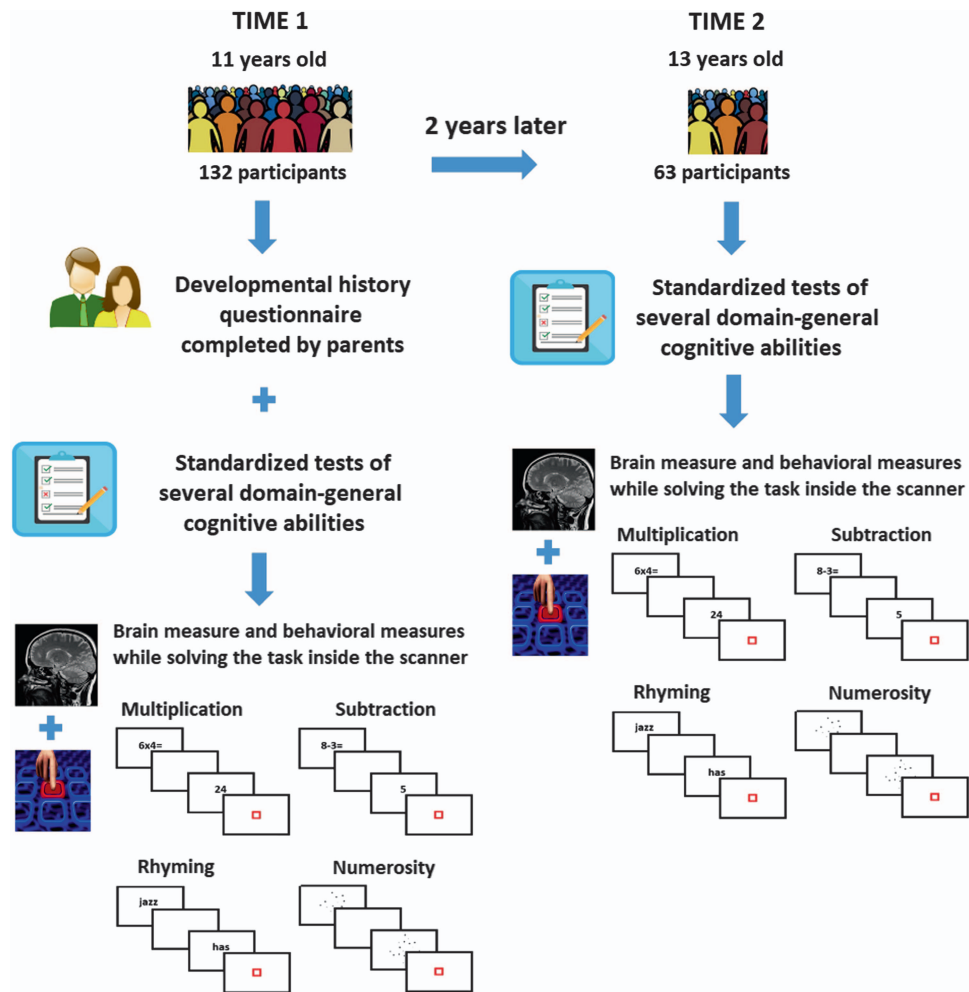 TIME 1
11 years old
132 participants
2 years later
TIME 2
13 years old
63 participants
Developmental history
questionnaire
completed by parents
+
Standardized tests of
several domain-general
cognitive abilities
Brain measure and behavioral measures
while solving the task inside the scanner
+
Multiplication
6x4=
24
Subtraction
8-3=
5
Rhyming
jazz
has
Numerosity
Standardized tests of
several domain-general
cognitive abilities
Brain measure and behavioral measures
while solving the task inside the scanner
+
Multiplication
6x4=
24
Subtraction
8-3=
5
Rhyming
jazz
has
Numerosity